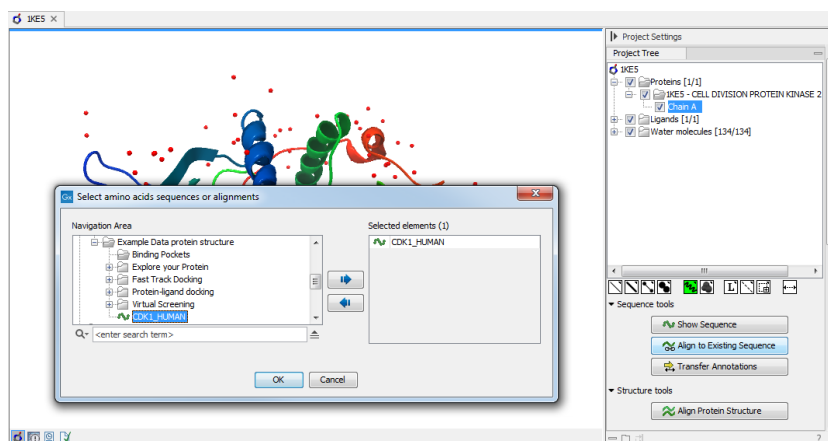 1KE5
Project Settings
Project Tree
1KE5
Proteins [1/1]
1KE5 - CELL DIVISION PROTEIN KINASE 2
Chain A
Ligands [1/1]
Water molecules [134/134]
Gx Select amino acids sequences or alignments
Navigation Area
Selected elements (1)
Example Data protein structure
Binding Pockets
Explore your Protein
Fast Track Docking
Protein-ligand docking
Virtual Screening
CDK1_HUMAN
CDK1_HUMAN
<enter search term>
OK Cancel
L
Sequence tools
Show Sequence
Align to Existing Sequence
Transfer Annotations
Structure tools
Align Protein Structure
?